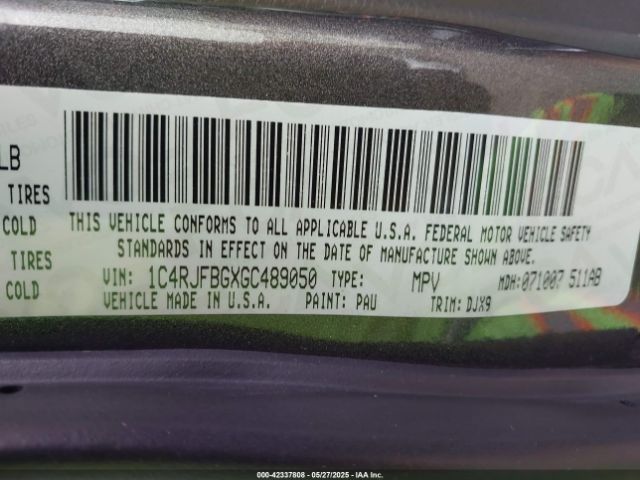 LB
TIRES
COLD
TIRES
COLD
THIS VEHICLE CONFORMS TO ALL APPLICABLE U.S.A. FEDERAL MOTOR VEHICLE SAFETY
STANDARDS IN EFFECT ON THE DATE OF MANUFACTURE SHOWN ABOVE.
VIN: 1C4RJFBGXGC489050 TYPE: MPV MDH: 071007 511AB
VEHICLE MADE IN U.S.A. PAINT: PAU TRIM: DJX9
© 42337808 — 05/27/2025 — IAA Inc.